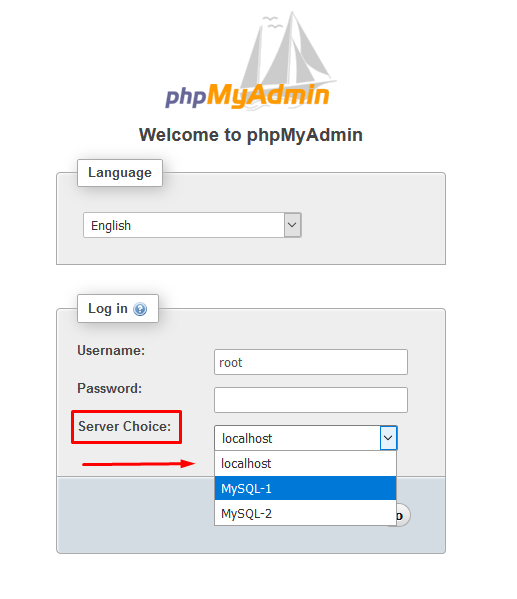 phpMyAdmin
Welcome to phpMyAdmin
Language
English
Log in
Username:
root
Password:
Server Choice:
localhost
localhost
MySQL-1
MySQL-2